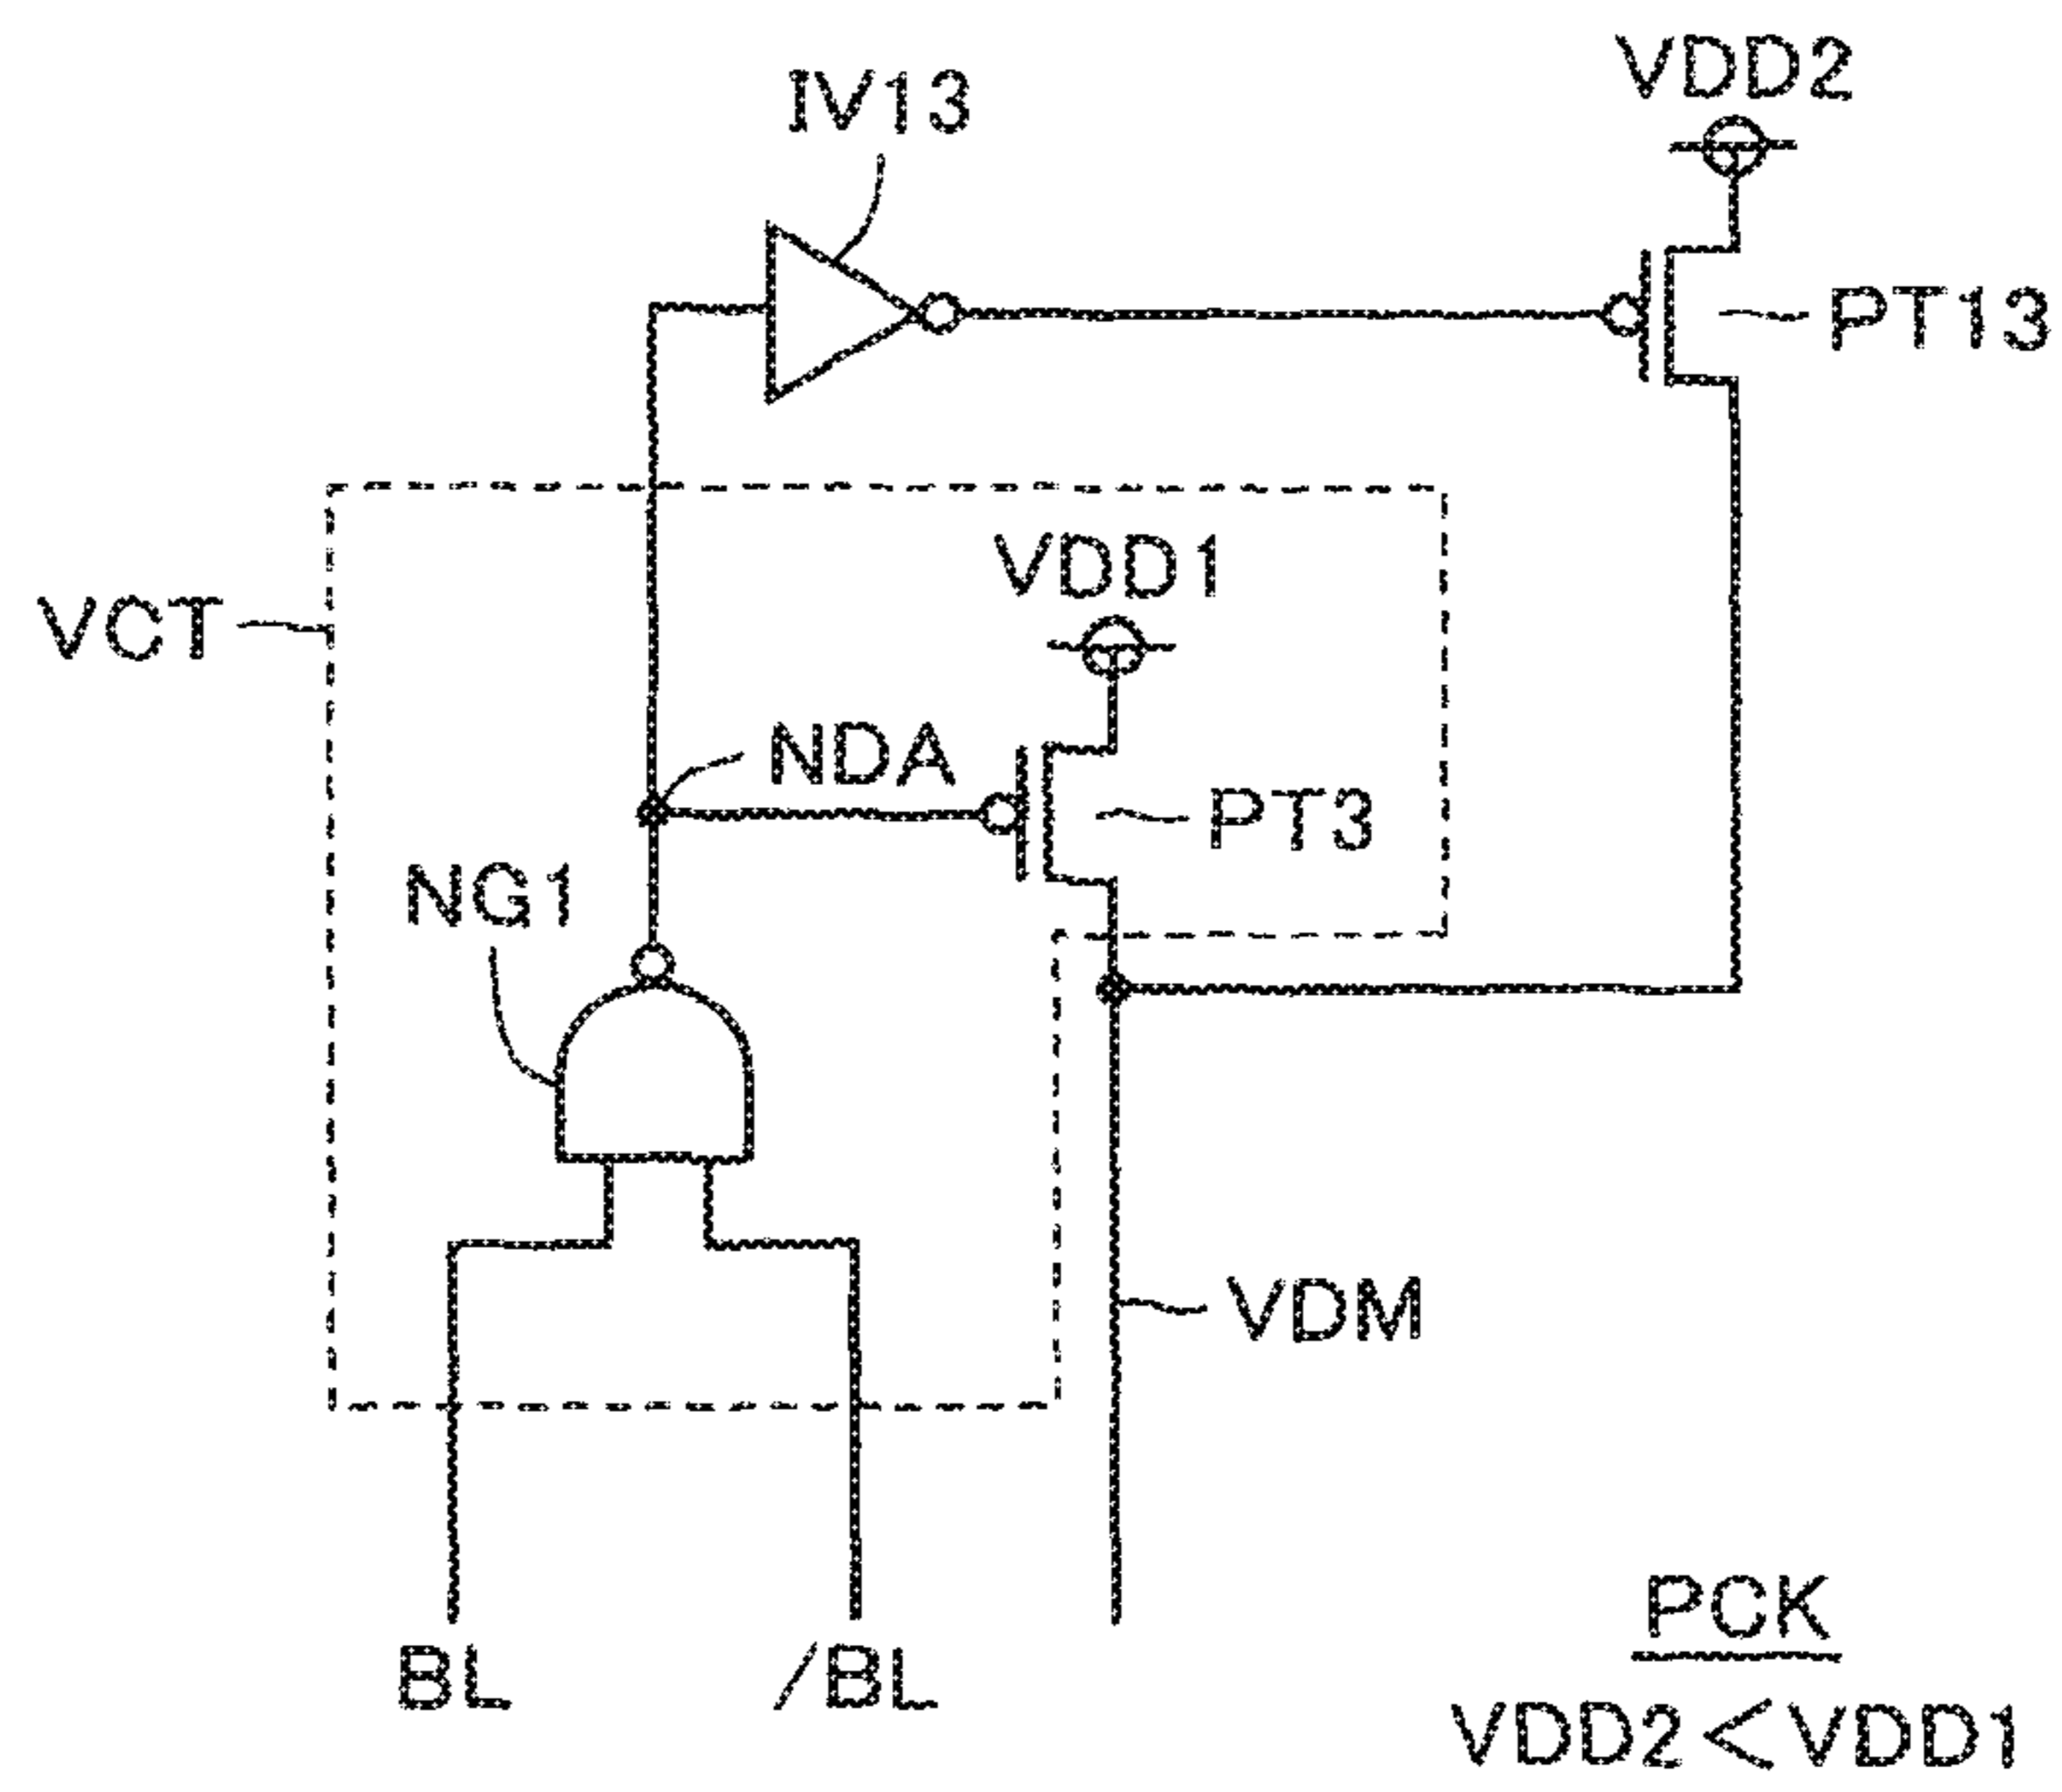 IV13
VDD2
PT13
VDD1
VCT
NDA
PT3
NG1
VDM
BL
/BL
PCK
VDD2<VDD1